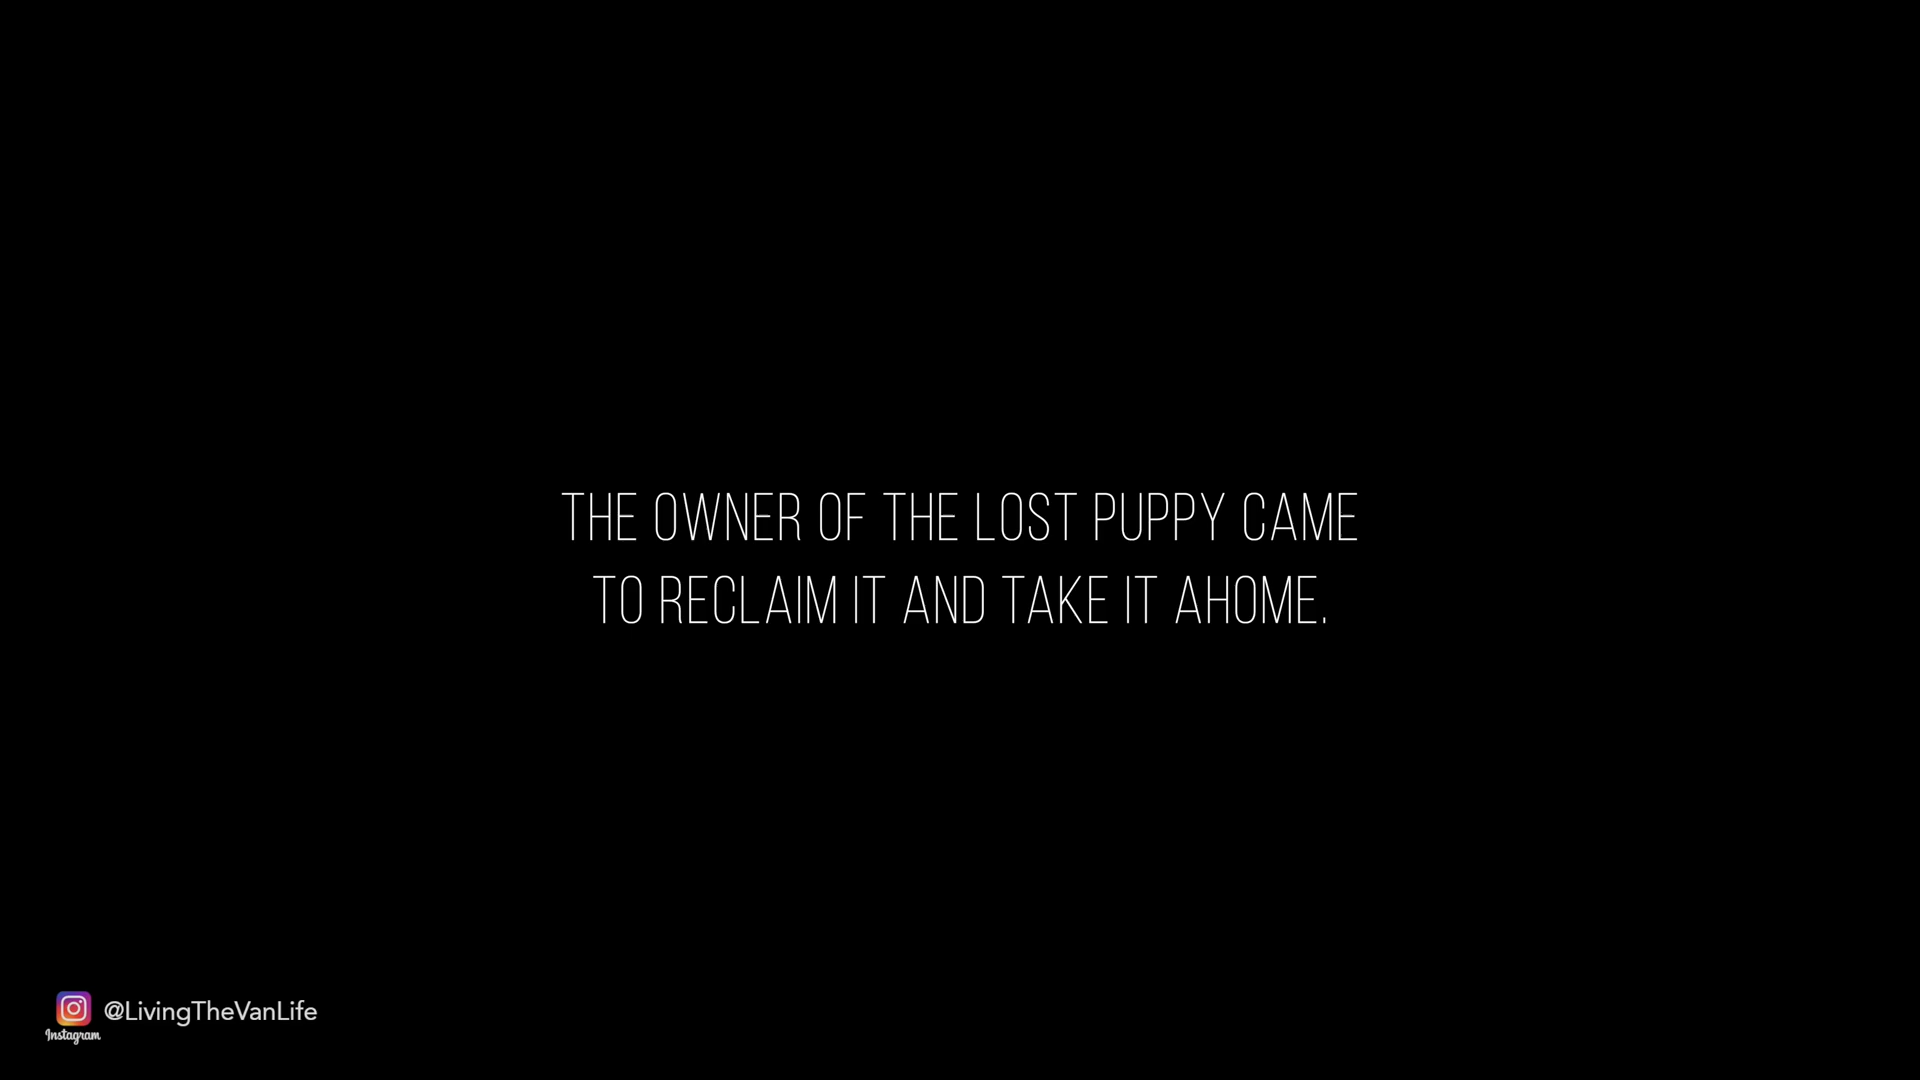 THE OWNER OF THE LOST PUPPY CAME
TO RECLAIM IT AND TAKE IT AHOME.
@LivingTheVanLife
Instagram